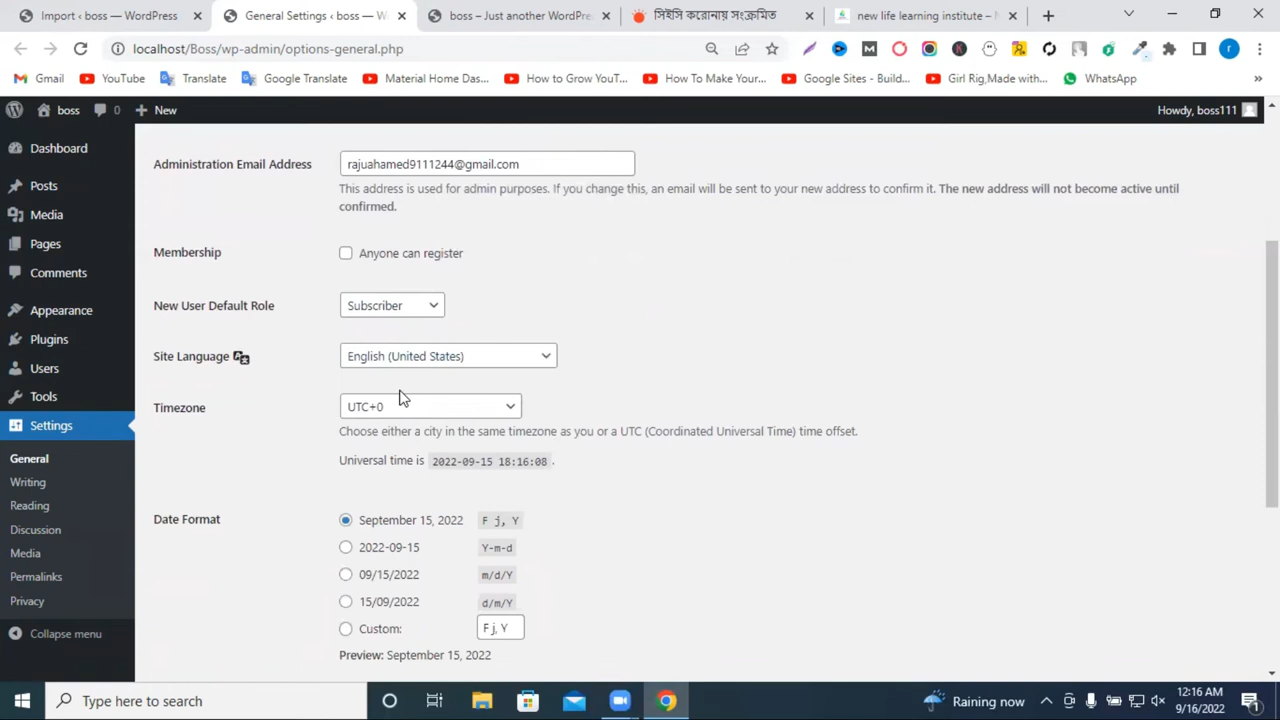 Import ‹ boss — WordPress
General Settings ‹ boss — W
boss – Just another WordPre
সিইসি করোনায় সংক্রমিত
new life learning institute –
localhost/Boss/wp-admin/options-general.php
r
Gmail
YouTube
Translate
Google Translate
Material Home Das...
How to Grow YouT...
How To Make Your...
Google Sites - Build...
Girl Rig,Made with...
WhatsApp
»
boss
0
New
Howdy, boss111
Dashboard
Posts
Media
Pages
Comments
Appearance
Plugins
Users
Tools
Settings
General
Writing
Reading
Discussion
Media
Permalinks
Privacy
Collapse menu
Administration Email Address
rajuahamed9111244@gmail.com
This address is used for admin purposes. If you change this, an email will be sent to your new address to confirm it. The new address will not become active until
confirmed.
Membership
Anyone can register
New User Default Role
Subscriber
Site Language
English (United States)
Timezone
UTC+0
Choose either a city in the same timezone as you or a UTC (Coordinated Universal Time) time offset.
Universal time is 2022-09-15 18:16:08 .
Date Format
September 15, 2022 F j, Y
2022-09-15 Y-m-d
09/15/2022 m/d/Y
15/09/2022 d/m/Y
Custom: F j, Y
Preview: September 15, 2022
Type here to search
Raining now
12:16 AM
9/16/2022
1